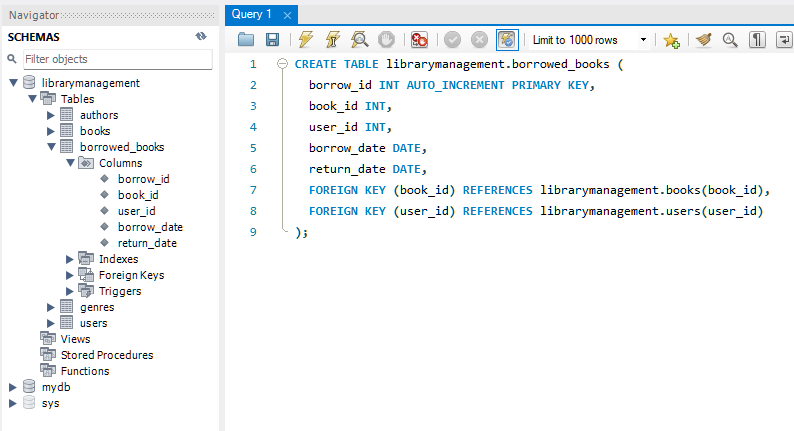 Navigator
SCHEMAS
Filter objects
librarymanagement
Tables
authors
books
borrowed_books
Columns
borrow_id
book_id
user_id
borrow_date
return_date
Indexes
Foreign Keys
Triggers
genres
users
Views
Stored Procedures
Functions
mydb
sys
Query 1
Limit to 1000 rows
1 CREATE TABLE librarymanagement.borrowed_books (
2 borrow_id INT AUTO_INCREMENT PRIMARY KEY,
3 book_id INT,
4 user_id INT,
5 borrow_date DATE,
6 return_date DATE,
7 FOREIGN KEY (book_id) REFERENCES librarymanagement.books(book_id),
8 FOREIGN KEY (user_id) REFERENCES librarymanagement.users(user_id)
9 );